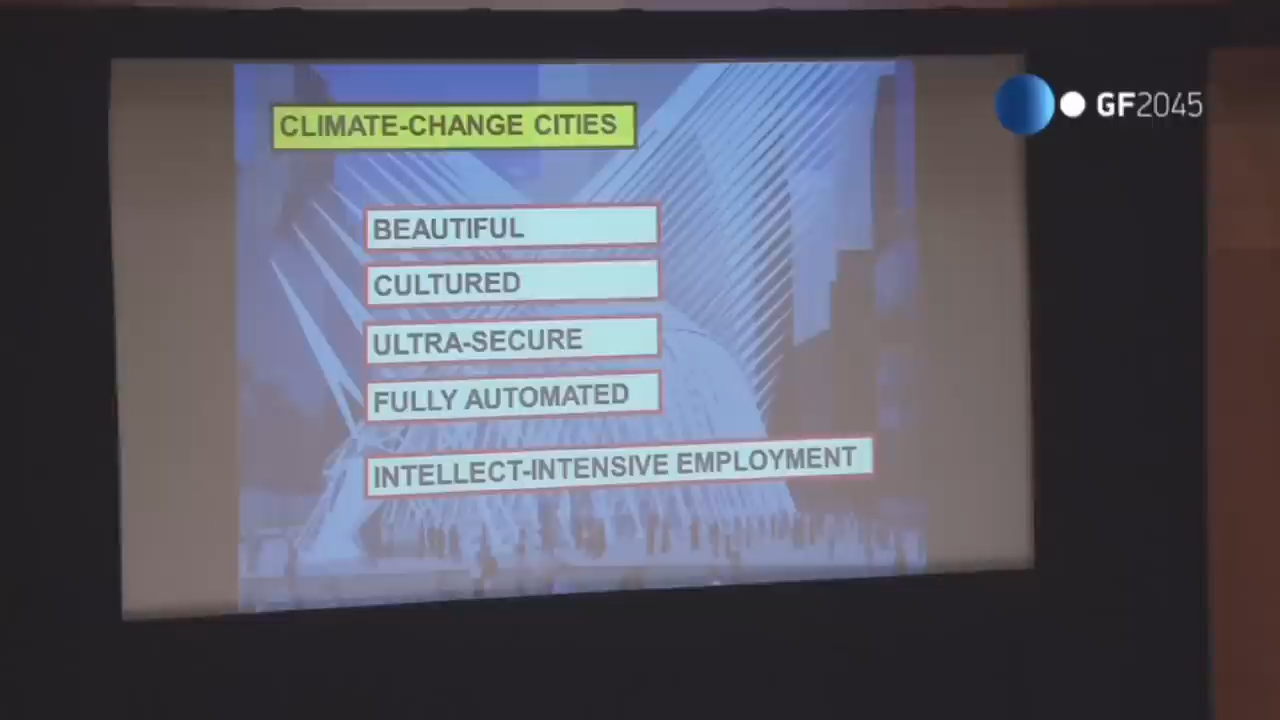 CLIMATE-CHANGE CITIES
GF2045
BEAUTIFUL
CULTURED
ULTRA-SECURE
FULLY AUTOMATED
INTELLECT-INTENSIVE EMPLOYMENT